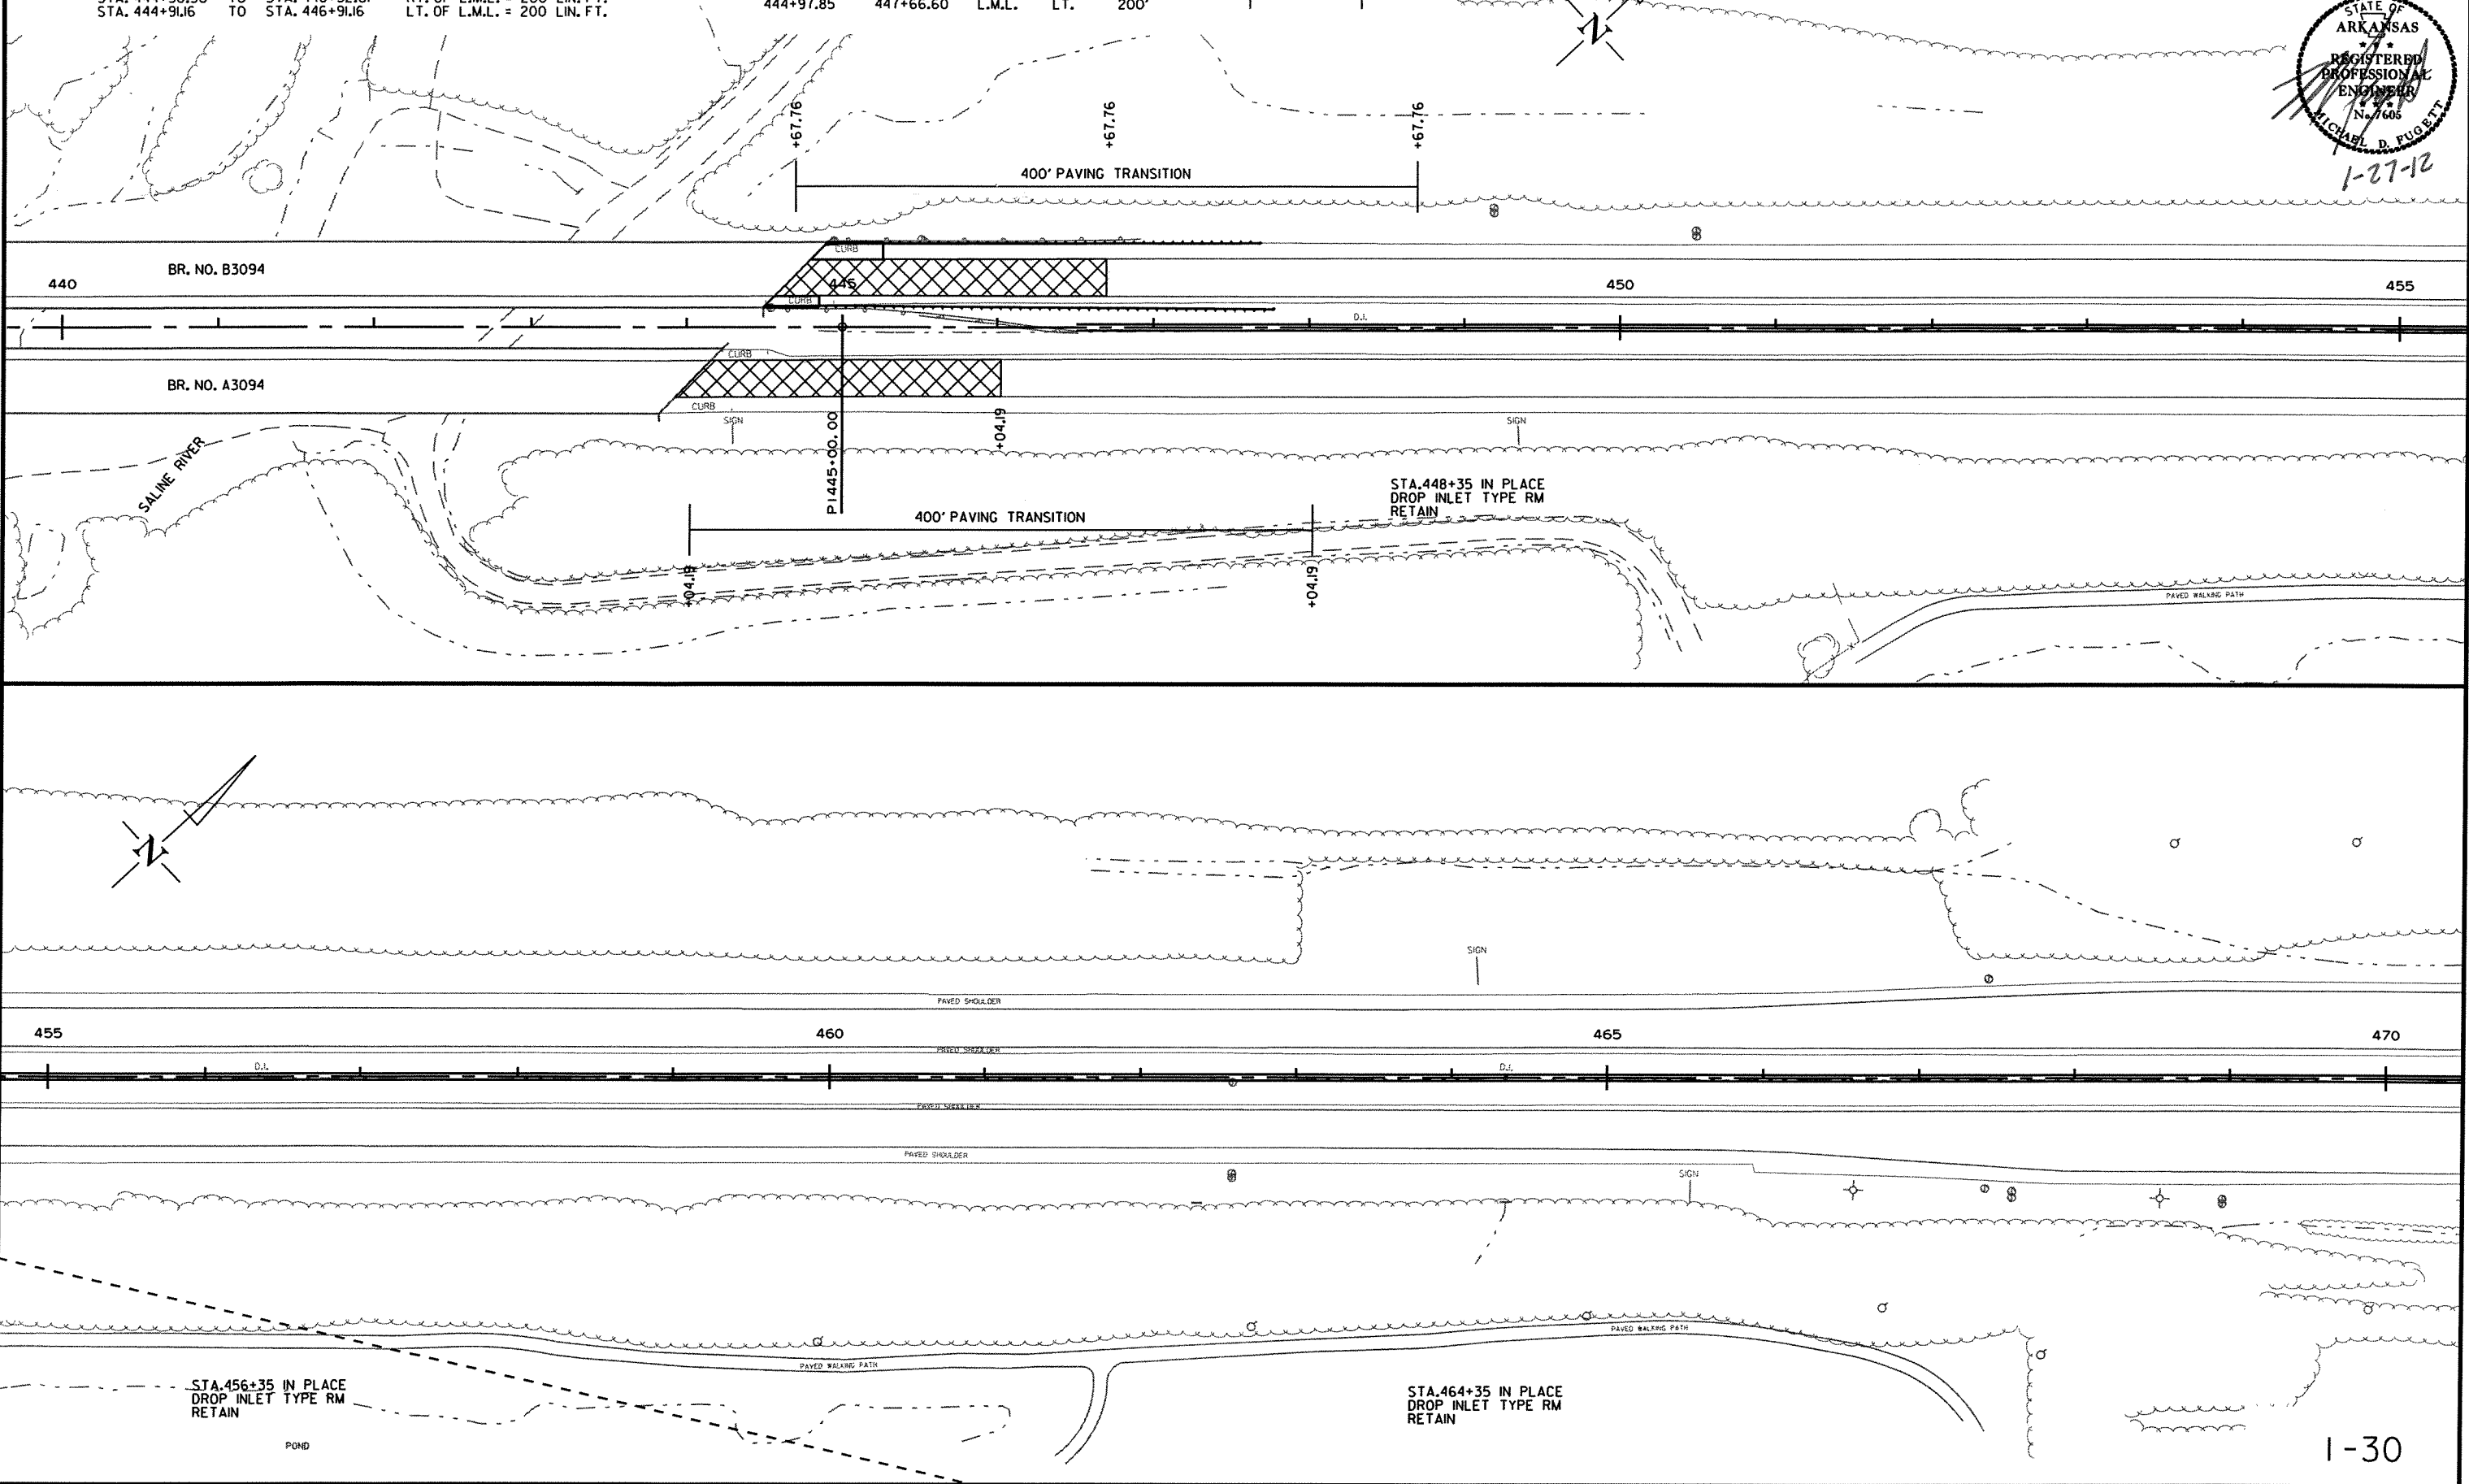 STA. 444+91.16 TO STA. 446+91.16 LT. OF L.M.L. = 200 LIN. FT.
444+97.85 447+66.60 L.M.L. LT. 200' 1 1
N
STATE OF
ARKANSAS
REGISTERED
PROFESSIONAL
ENGINEER
No. 7605
MICHAEL D. FUGETT
1-27-12
+67.76
+67.76
+67.76
400' PAVING TRANSITION
CURB
BR. NO. B3094
440
445
450
455
CURB
D.I.
CURB
BR. NO. A3094
CURB
SIGN
SIGN
+04.19
P I 445+00.00
SALINE RIVER
STA.448+35 IN PLACE
DROP INLET TYPE RM
RETAIN
400' PAVING TRANSITION
+04.19
+04.19
PAVED WALKING PATH
N
SIGN
PAVED SHOULDER
455
460
465
470
PAVED SHOULDER
D.I.
D.I.
PAVED SHOULDER
PAVED SHOULDER
SIGN
PAVED WALKING PATH
PAVED WALKING PATH
STA.456+35 IN PLACE
DROP INLET TYPE RM
RETAIN
STA.464+35 IN PLACE
DROP INLET TYPE RM
RETAIN
POND
I-30